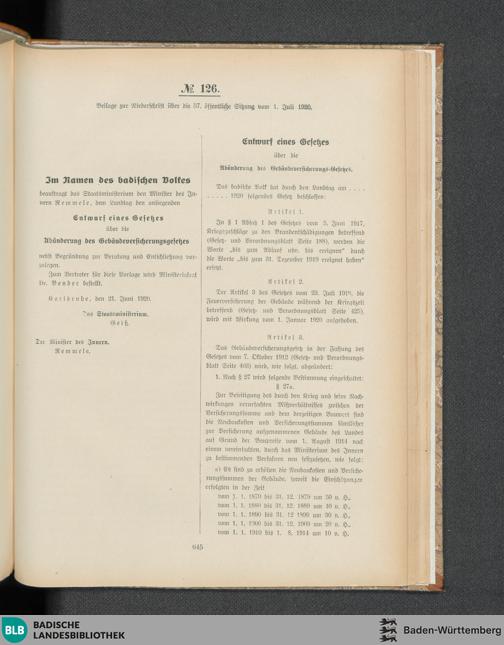 № 126.
Beilage zur Niederschrift über die 37. öffentliche Sitzung vom 1. Juli 1920.
Im Namen des badischen Volkes
beauftragt das Staatsministerium den Minister des In-
nern Remmele, dem Landtag den anliegenden
Entwurf eines Gesetzes
über die
Abänderung des Gebäudeversicherungsgesetzes
nebst Begründung zur Beratung und Entschließung vor-
zulegen.
Zum Vertreter für diese Vorlage wird Ministerialrat
Dr. Bender bestellt.
Karlsruhe, den 21. Juni 1920.
Das Staatsministerium.
Geiß.
Der Minister des Innern.
Remmele.
Entwurf eines Gesetzes
über die
Abänderung des Gebäudeversicherungs-Gesetzes.
Das badische Volk hat durch den Landtag am . . . .
. . . . . 1920 folgendes Gesetz beschlossen:
Artikel 1.
In § 1 Absatz 1 des Gesetzes vom 5. Juni 1917,
Kriegszuschläge zu den Brandentschädigungen betreffend
(Gesetz- und Verordnungsblatt Seite 188), werden die
Worte „bis zum Ablauf usw. bis ereignen“ durch
die Worte „bis zum 31. Dezember 1919 ereignet haben“
ersetzt.
Artikel 2.
Der Artikel 3 des Gesetzes vom 23. Juli 1918, die
Feuerversicherung der Gebäude während der Kriegszeit
betreffend (Gesetz- und Verordnungsblatt Seite 425),
wird mit Wirkung vom 1. Januar 1920 aufgehoben.
Artikel 3.
Das Gebäudeversicherungsgesetz in der Fassung des
Gesetzes vom 7. Oktober 1912 (Gesetz- und Verordnungs-
blatt Seite 403) wird, wie folgt, abgeändert:
1. Nach § 27 wird folgende Bestimmung eingeschaltet:
§ 27a.
Zur Beseitigung des durch den Krieg und seine Nach-
wirkungen verursachten Mißverhältnisses zwischen der
Versicherungssumme und dem derzeitigen Bauwert sind
die Neubaukosten und Versicherungssummen sämtlicher
zur Versicherung aufgenommenen Gebäude des Landes
auf Grund der Baupreise vom 1. August 1914 nach
einem vereinfachten, durch das Ministerium des Innern
zu bestimmenden Verfahren neu festzusetzen, wie folgt:
a) Es sind zu erhöhen die Neubaukosten und Versiche-
rungssummen der Gebäude, soweit die Einschätzungen
erfolgten in der Zeit
vom 1. 1. 1870 bis 31. 12. 1879 um 50 v. H.,
vom 1. 1. 1880 bis 31. 12. 1889 um 40 v. H.,
vom 1. 1. 1890 bis 31. 12. 1899 um 30 v. H.,
vom 1. 1. 1900 bis 31. 12. 1909 um 20 v. H.,
vom 1. 1. 1910 bis 1. 8. 1914 um 10 v. H.,
645
BLB BADISCHE
LANDESBIBLIOTHEK
Baden-Württemberg